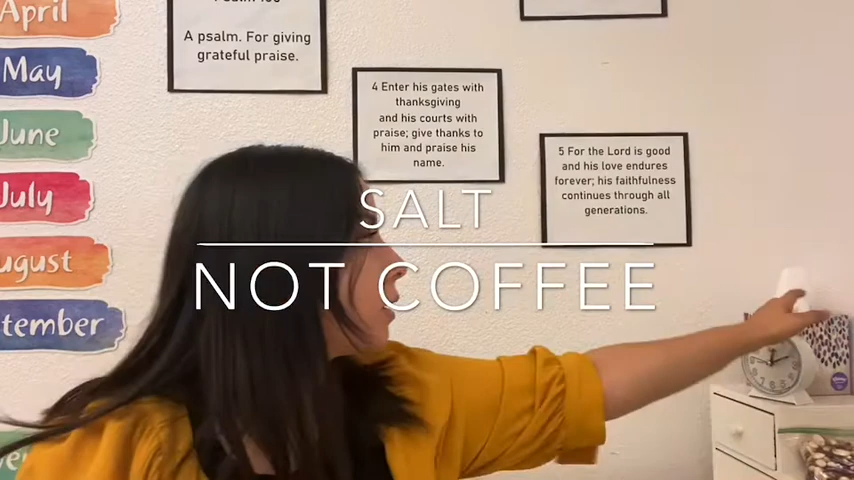 April
May
June
July
August
September
A psalm. For giving
grateful praise.
4 Enter his gates with
thanksgiving
and his courts with
praise; give thanks to
him and praise his
name.
5 For the Lord is good
and his love endures
forever; his faithfulness
continues through all
generations.
SALT
NOT COFFEE